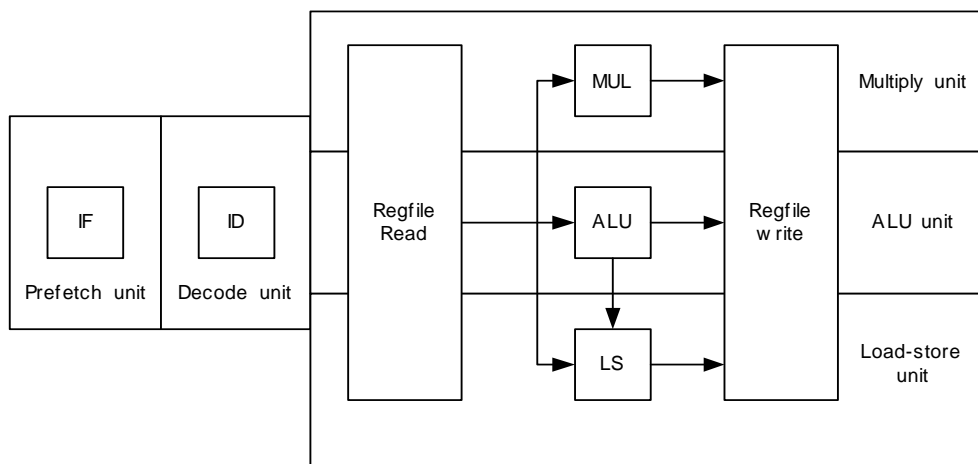 MUL
Multiply unit
IF
ID
Regfile
Read
ALU
Regfile
w rite
ALU unit
Prefetch unit
Decode unit
LS
Load-store
unit